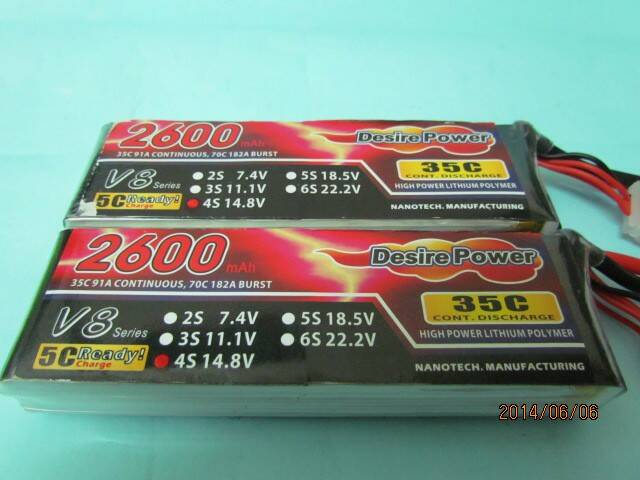 2600mAh
Desire Power
35C 91A CONTINUOUS, 70C 182A BURST
35C
CONT. DISCHARGE
V8 Series
2S 7.4V
5S 18.5V
3S 11.1V
6S 22.2V
4S 14.8V
HIGH POWER LITHIUM POLYMER
5C Ready!
Charge
NANOTECH. MANUFACTURING
2600mAh
Desire Power
35C 91A CONTINUOUS, 70C 182A BURST
35C
CONT. DISCHARGE
V8 Series
2S 7.4V
5S 18.5V
3S 11.1V
6S 22.2V
4S 14.8V
HIGH POWER LITHIUM POLYMER
5C Ready!
Charge
NANOTECH. MANUFACTURING
2014/06/06